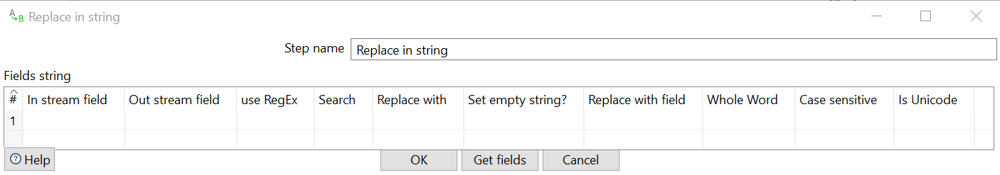 Replace in string
Step name Replace in string
Fields string
# In stream field Out stream field use RegEx Search Replace with Set empty string? Replace with field Whole Word Case sensitive Is Unicode
1
Help OK Get fields Cancel